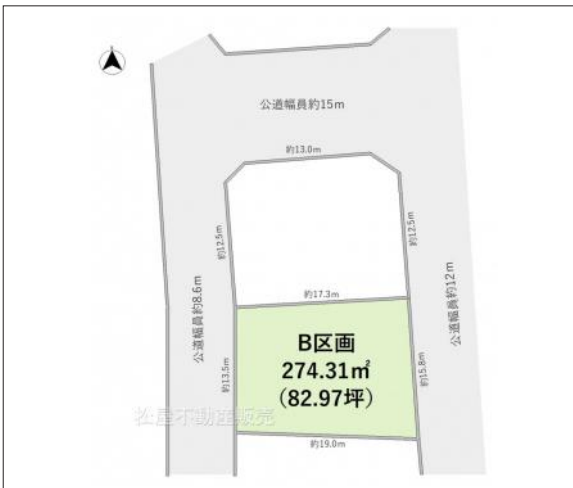 公道幅員約15m
約13.0m
約12.5m
約12.5m
公道幅員約8.6m
公道幅員約12m
約17.3m
B区画
274.31㎡
(82.97坪)
約13.5m
約15.8m
松屋不動産販売
約19.0m